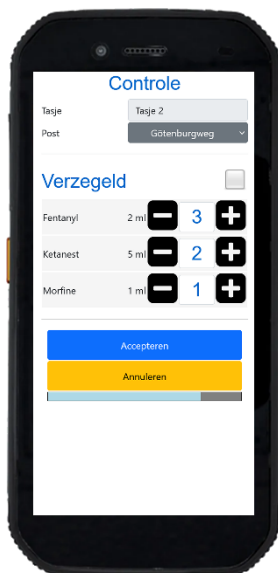 Controle
Tasje Tasje 2
Post Götenburgweg
Verzegeld
Fentanyl 2 ml 3
Ketanest 5 ml 2
Morfine 1 ml 1
Accepteren
Annuleren